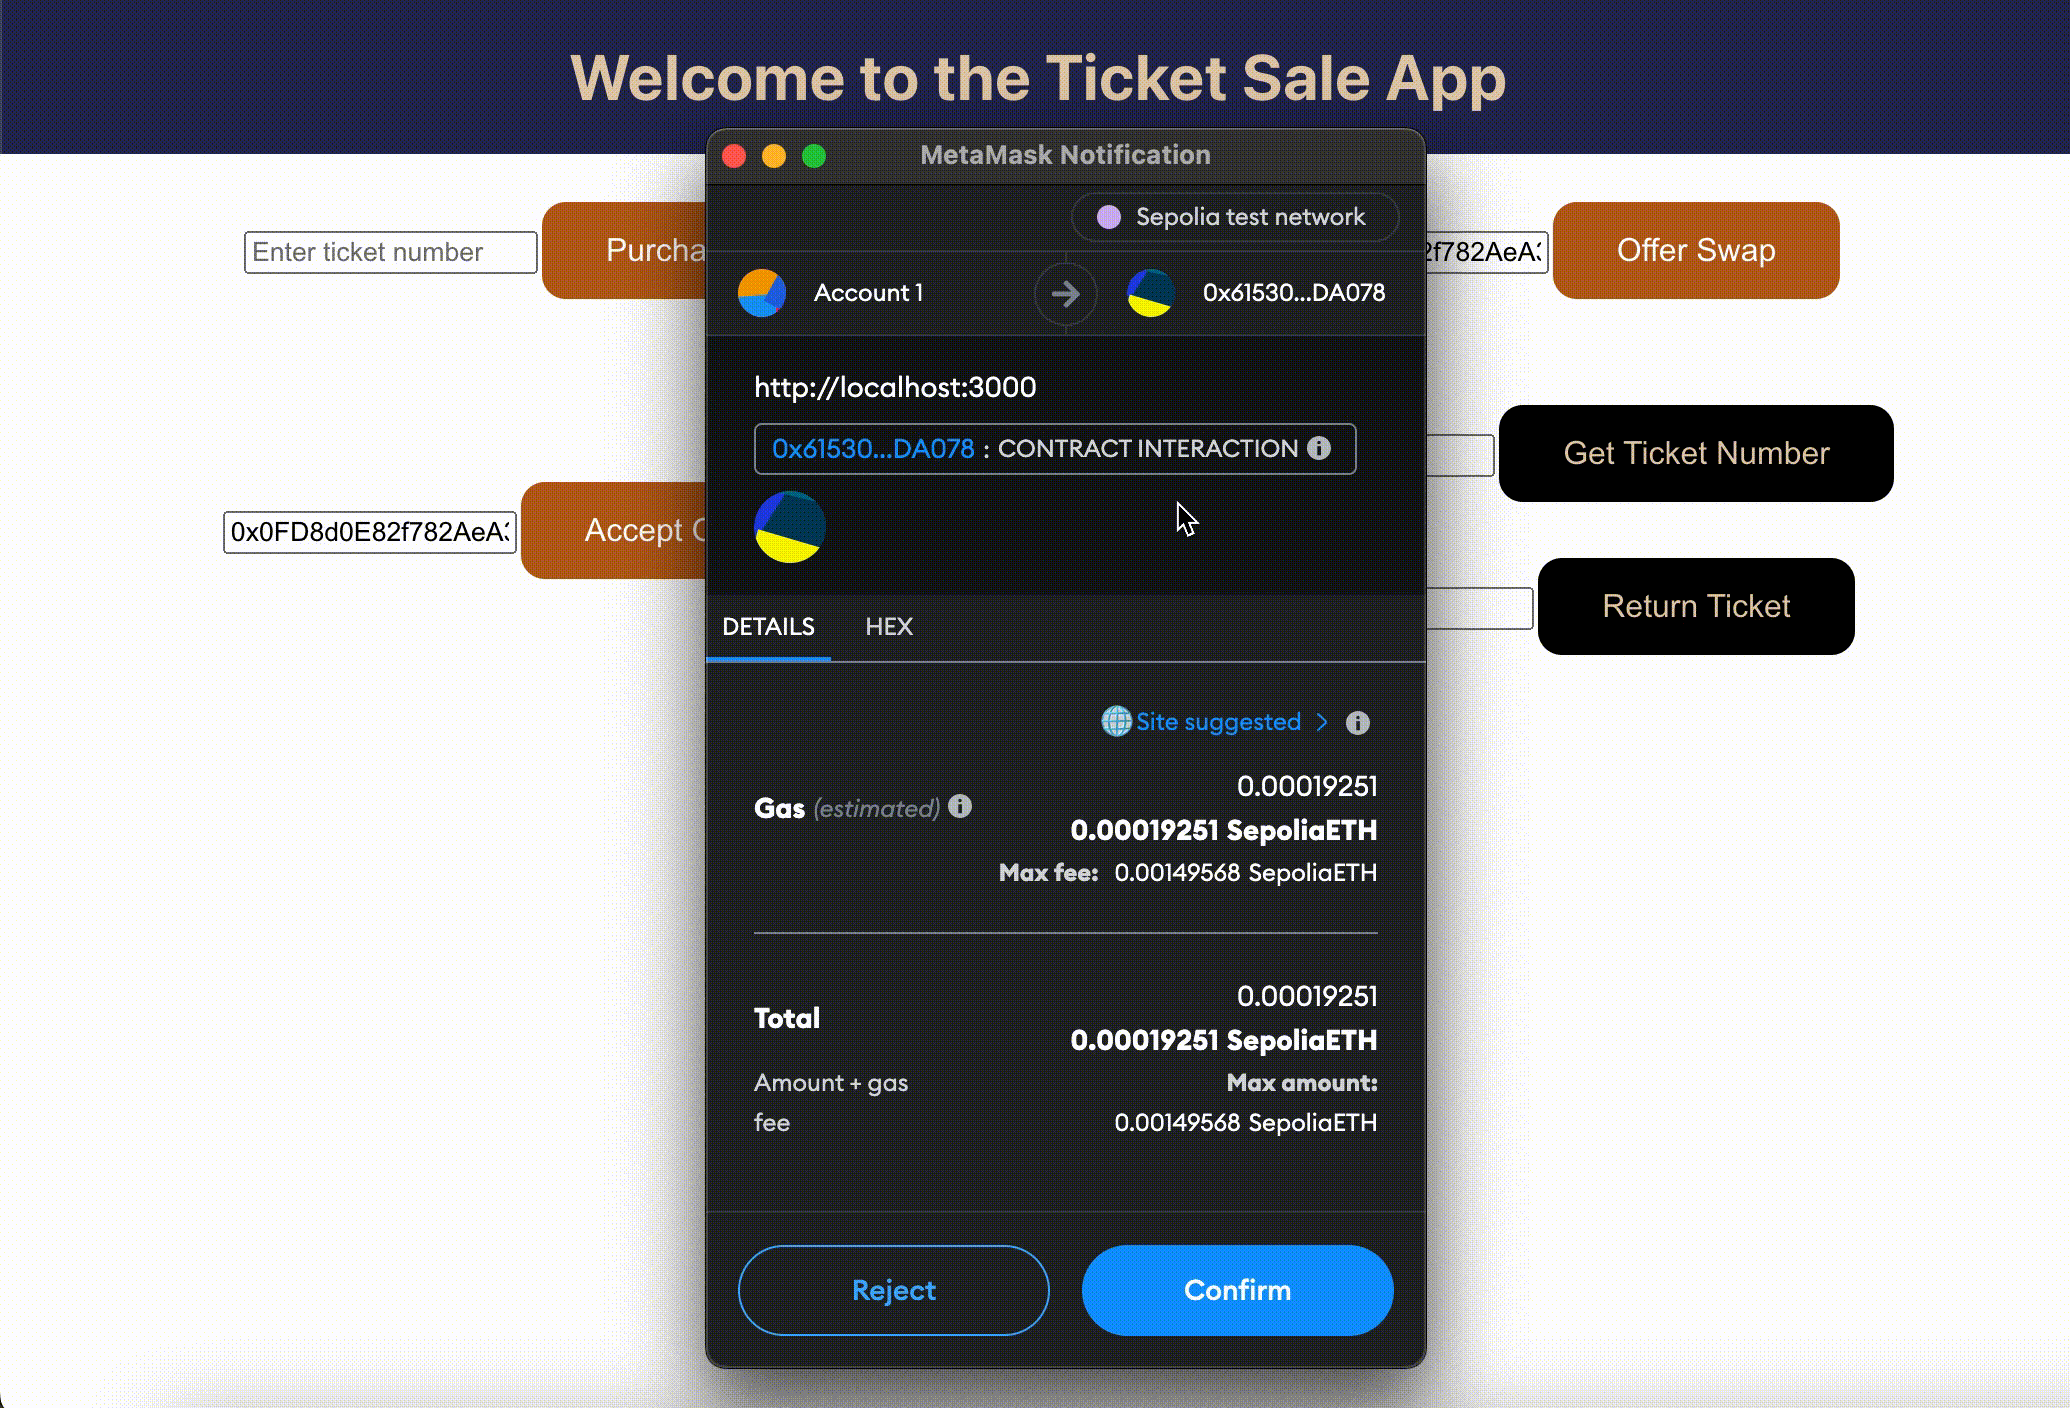 Welcome to the Ticket Sale App
MetaMask Notification
Sepolia test network
Enter ticket number
Account 1
0x61530...DA078
Offer Swap
http://localhost:3000
0x61530...DA078 : CONTRACT INTERACTION
Get Ticket Number
0x0FD8d0E82f782AeA
Accept
Return Ticket
DETAILS
HEX
Site suggested >
Gas (estimated)
0.00019251
0.00019251 SepoliaETH
Max fee: 0.00149568 SepoliaETH
Total
0.00019251
0.00019251 SepoliaETH
Amount + gas
fee
Max amount:
0.00149568 SepoliaETH
Reject
Confirm